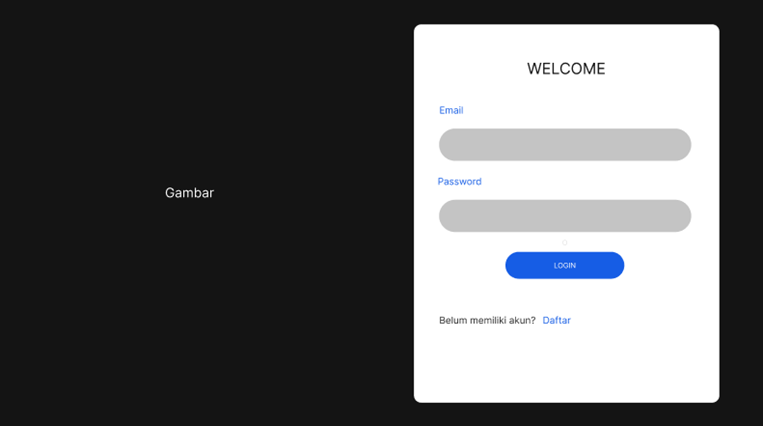 Gambar
WELCOME
Email
Password
LOGIN
Belum memiliki akun? Daftar